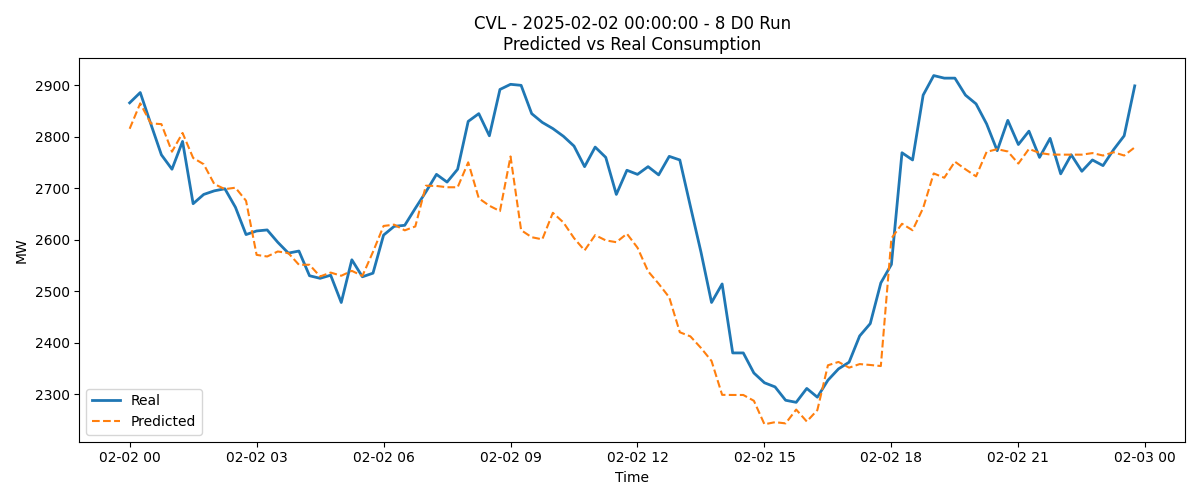 CVL - 2025-02-02 00:00:00 - 8 D0 Run
Predicted vs Real Consumption
MW
2900
2800
2700
2600
2500
2400
2300
Real
Predicted
02-02 00
02-02 03
02-02 06
02-02 09
02-02 12
02-02 15
02-02 18
02-02 21
02-03 00
Time